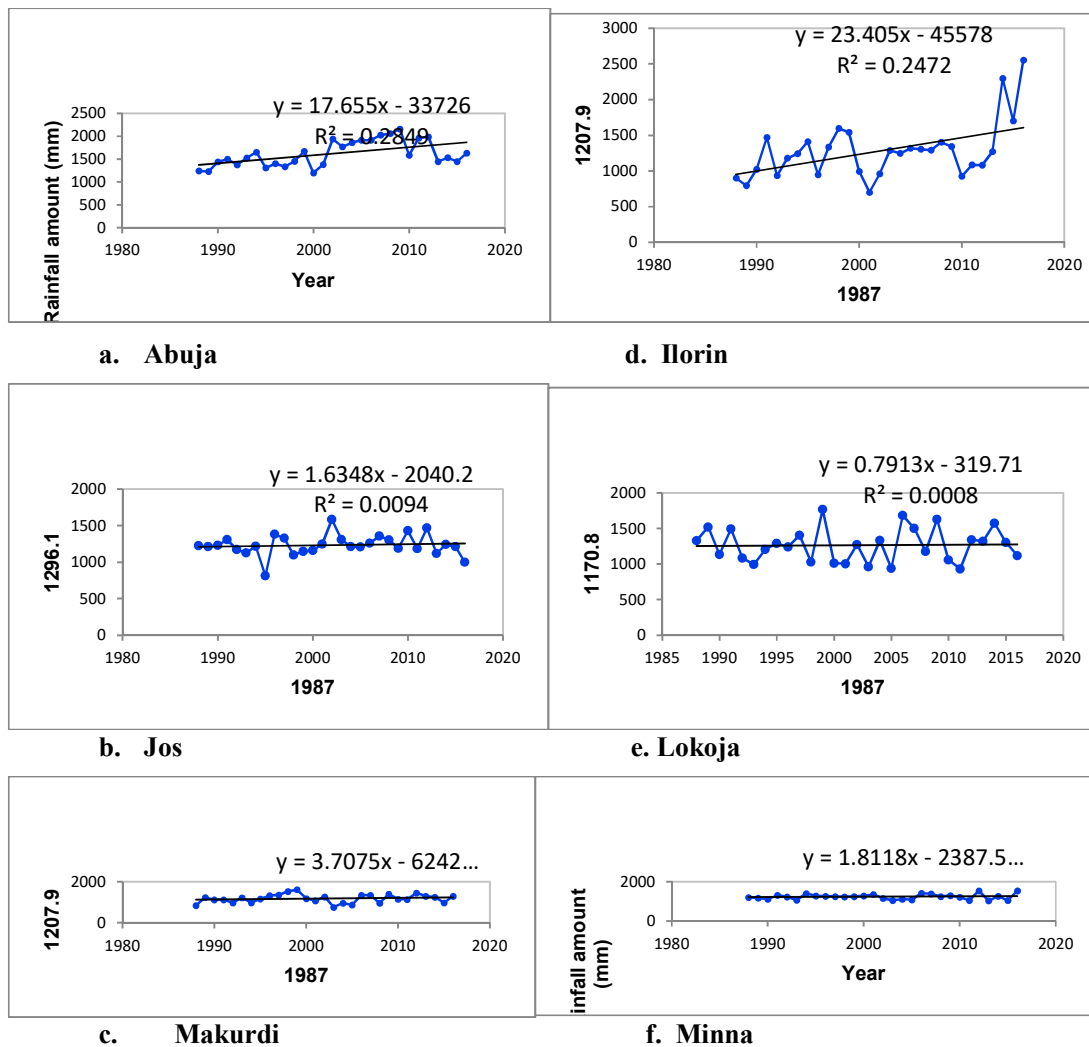 y = 17.655x - 33726
R² = 0.2849
Rainfall amount (mm)
2500
2000
1500
1000
500
0
1980 1990 2000 2010 2020
Year
a. Abuja
y = 23.405x - 45578
R² = 0.2472
1207.9
3000
2500
2000
1500
1000
500
0
1980 1990 2000 2010 2020
1987
d. Ilorin
y = 1.6348x - 2040.2
R² = 0.0094
1296.1
2000
1500
1000
500
0
1980 1990 2000 2010 2020
1987
b. Jos
y = 0.7913x - 319.71
R² = 0.0008
1170.8
2000
1500
1000
500
0
1985 1990 1995 2000 2005 2010 2015 2020
1987
e. Lokoja
y = 3.7075x - 6242...
1207.9
2000
0
1980 1990 2000 2010 2020
1987
c. Makurdi
y = 1.8118x - 2387.5...
infall amount
(mm)
2000
0
1980 1990 2000 2010 2020
Year
f. Minna